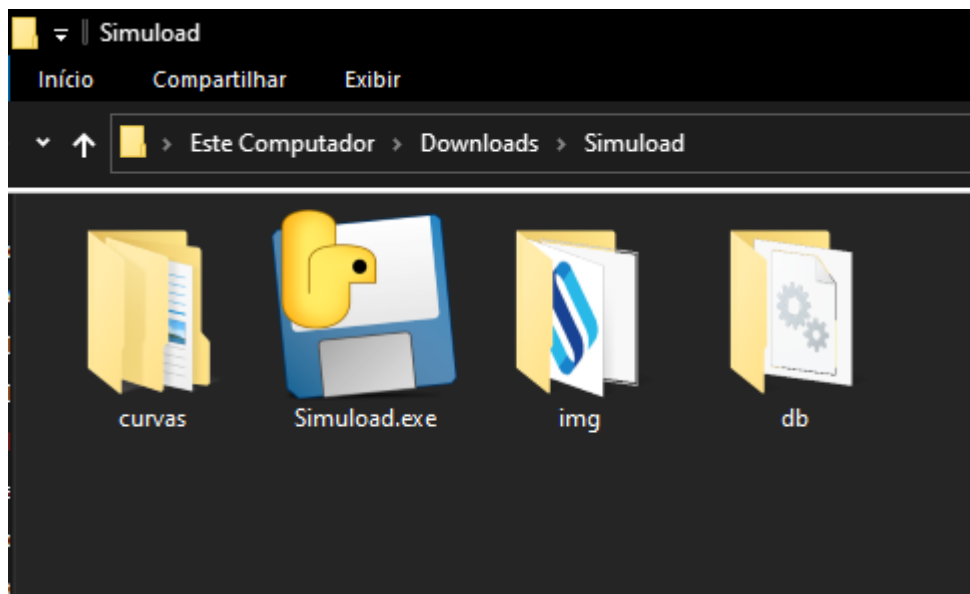 Simuload
Início Compartilhar Exibir
Este Computador > Downloads > Simuload
curvas Simuload.exe img db